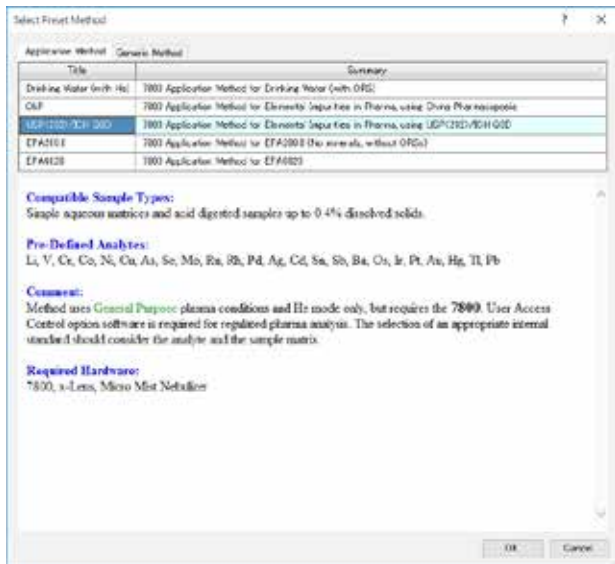 Select Preset Method
Application Method Generic Method
Title Summary
Drinking Water (with He) 7800 Application Method for Drinking Water (with ORS)
7800 Application Method for Elemental Impurities in Pharma, using China Pharmacopoeia
USP<232>/ICH Q3D 7800 Application Method for Elemental Impurities in Pharma, using USP<232>/ICH Q3D
EPA200.8 7800 Application Method for EPA200.8 (No minerals, without ORS)
EPA6020 7800 Application Method for EPA6020
Compatible Sample Types:
Simple aqueous matrices and acid digested samples up to 0.4% dissolved solids.
Pre-Defined Analytes:
Li, V, Cr, Co, Ni, Cu, As, Se, Mo, Ru, Rh, Pd, Ag, Cd, Sn, Sb, Ba, Os, Ir, Pt, Au, Hg, Tl, Pb
Comment:
Method uses General Purpose plasma conditions and He mode only, but requires the 7800. User Access
Control option software is required for regulated pharma analysis. The selection of an appropriate internal
standard should consider the analyte and the sample matrix.
Required Hardware:
7800, x-Lens, Micro Mist Nebulizer
OK Cancel